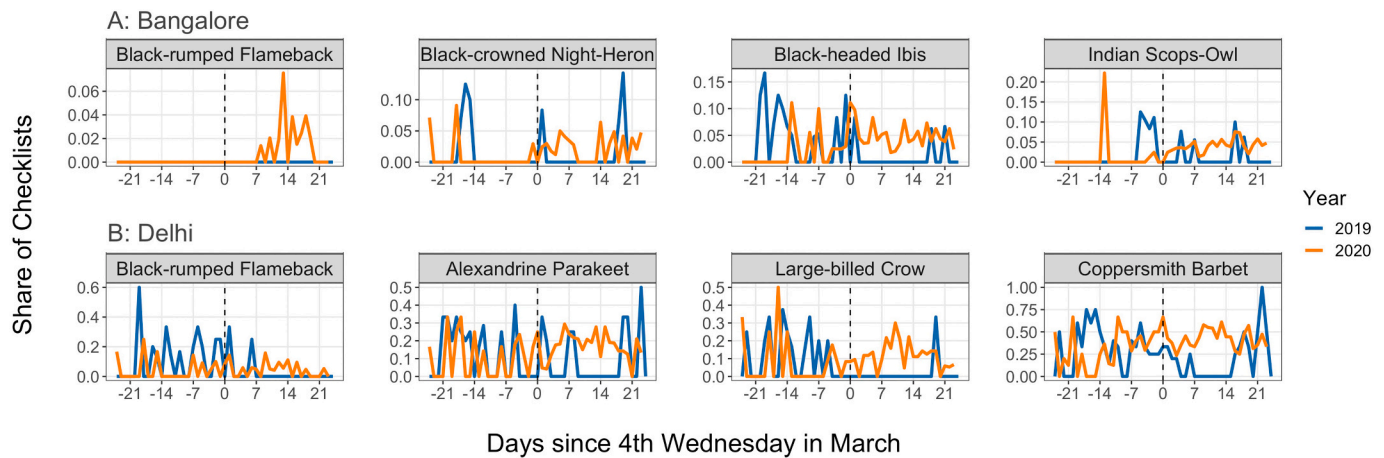 A: Bangalore
Black-rumped Flameback
Black-crowned Night-Heron
Black-headed Ibis
Indian Scops-Owl
0.06
0.04
0.02
0.00
-21 -14 -7 0 7 14 21
0.10
0.05
0.00
-21 -14 -7 0 7 14 21
0.15
0.10
0.05
0.00
-21 -14 -7 0 7 14 21
0.20
0.15
0.10
0.05
0.00
-21 -14 -7 0 7 14 21
Share of Checklists
B: Delhi
Black-rumped Flameback
Alexandrine Parakeet
Large-billed Crow
Coppersmith Barbet
0.6
0.4
0.2
0.0
-21 -14 -7 0 7 14 21
0.5
0.4
0.3
0.2
0.1
0.0
-21 -14 -7 0 7 14 21
0.5
0.4
0.3
0.2
0.1
0.0
-21 -14 -7 0 7 14 21
1.00
0.75
0.50
0.25
0.00
-21 -14 -7 0 7 14 21
Days since 4th Wednesday in March
Year
2019
2020